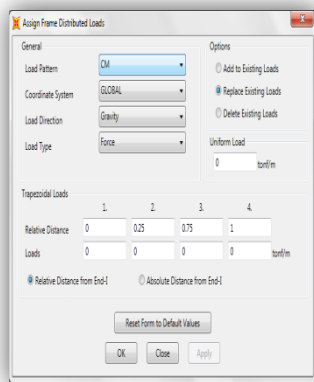 Assign Frame Distributed Loads
General
Load Pattern CM
Coordinate System GLOBAL
Load Direction Gravity
Load Type Force
Options
Add to Existing Loads
Replace Existing Loads
Delete Existing Loads
Uniform Load
0 tonf/m
Trapezoidal Loads
1. 2. 3. 4.
Relative Distance 0 0.25 0.75 1
Loads 0 0 0 0 tonf/m
Relative Distance from End-I Absolute Distance from End-I
Reset Form to Default Values
OK Close Apply